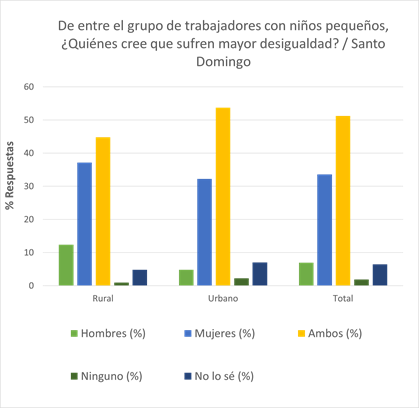 De entre el grupo de trabajadores con niños pequeños,
¿Quiénes cree que sufren mayor desigualdad? / Santo
Domingo
% Respuestas
60
50
40
30
20
10
0
Rural
Urbano
Total
Hombres (%)
Mujeres (%)
Ambos (%)
Ninguno (%)
No lo sé (%)